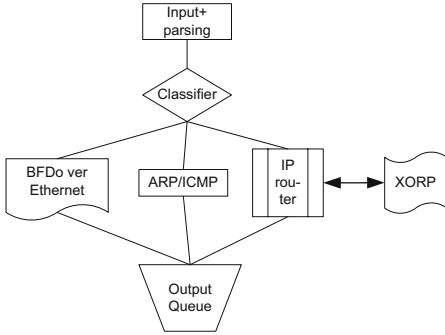 Input+
parsing
Classifier
BFDo ver
Ethernet
ARP/ICMP
IP
rou-
ter
XORP
Output
Queue